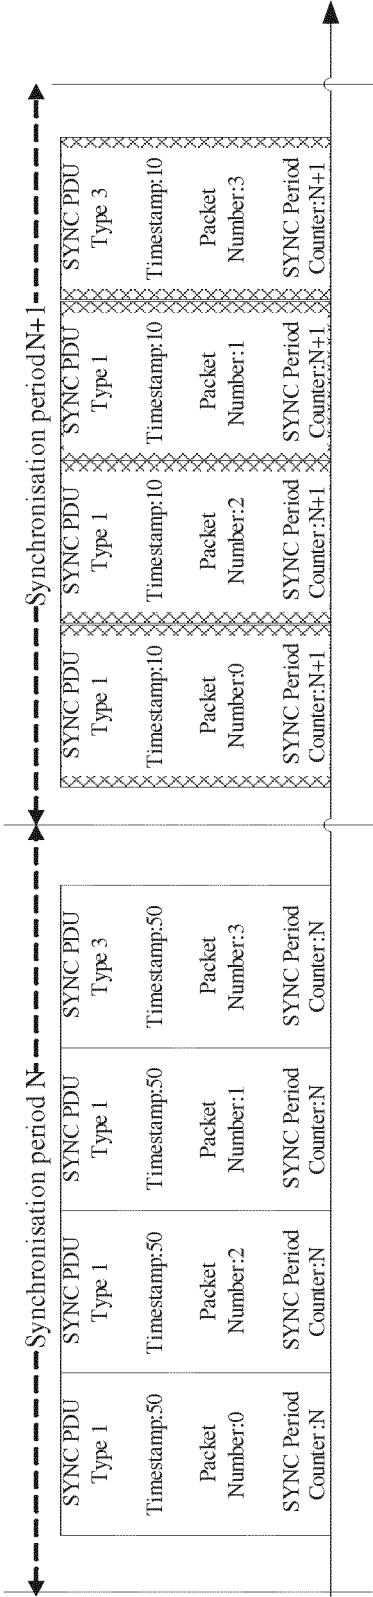 Synchronisation period N
SYNC PDU
Type 1
Timestamp:50
Packet
Number:0
SYNC Period
Counter:N
SYNC PDU
Type 1
Timestamp:50
Packet
Number:2
SYNC Period
Counter:N
SYNC PDU
Type 1
Timestamp:50
Packet
Number:1
SYNC Period
Counter:N
SYNC PDU
Type 3
Timestamp:50
Packet
Number:3
SYNC Period
Counter:N
Synchronisation period N+1
SYNC PDU
Type 1
Timestamp:10
Packet
Number:0
SYNC Period
Counter:N+1
SYNC PDU
Type 1
Timestamp:10
Packet
Number:2
SYNC Period
Counter:N+1
SYNC PDU
Type 1
Timestamp:10
Packet
Number:1
SYNC Period
Counter:N+1
SYNC PDU
Type 3
Timestamp:10
Packet
Number:3
SYNC Period
Counter:N+1